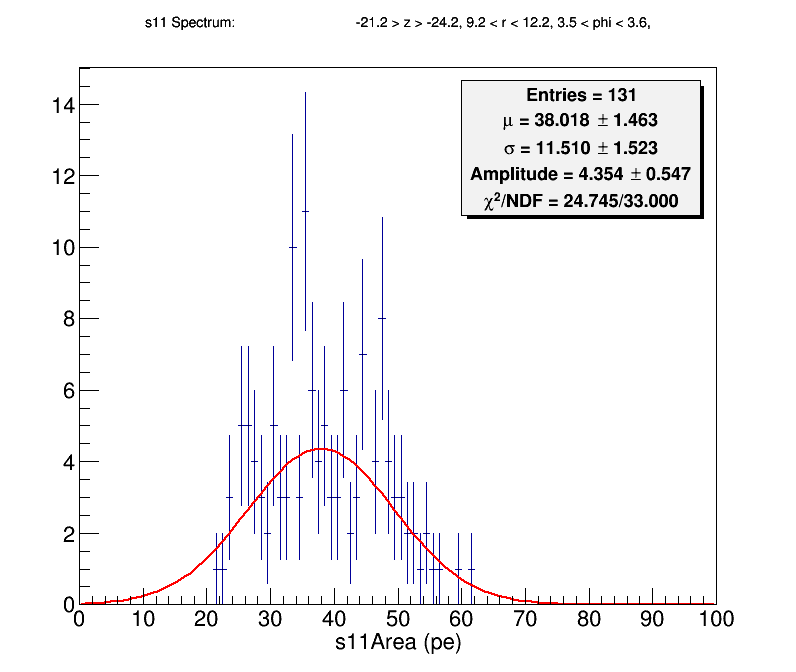 s11 Spectrum: -21.2 > z > -24.2, 9.2 < r < 12.2, 3.5 < phi < 3.6,
Entries = 131
μ = 38.018 ± 1.463
σ = 11.510 ± 1.523
Amplitude = 4.354 ± 0.547
χ²/NDF = 24.745/33.000
14
12
10
8
6
4
2
0
0 10 20 30 40 50 60 70 80 90 100
s11Area (pe)